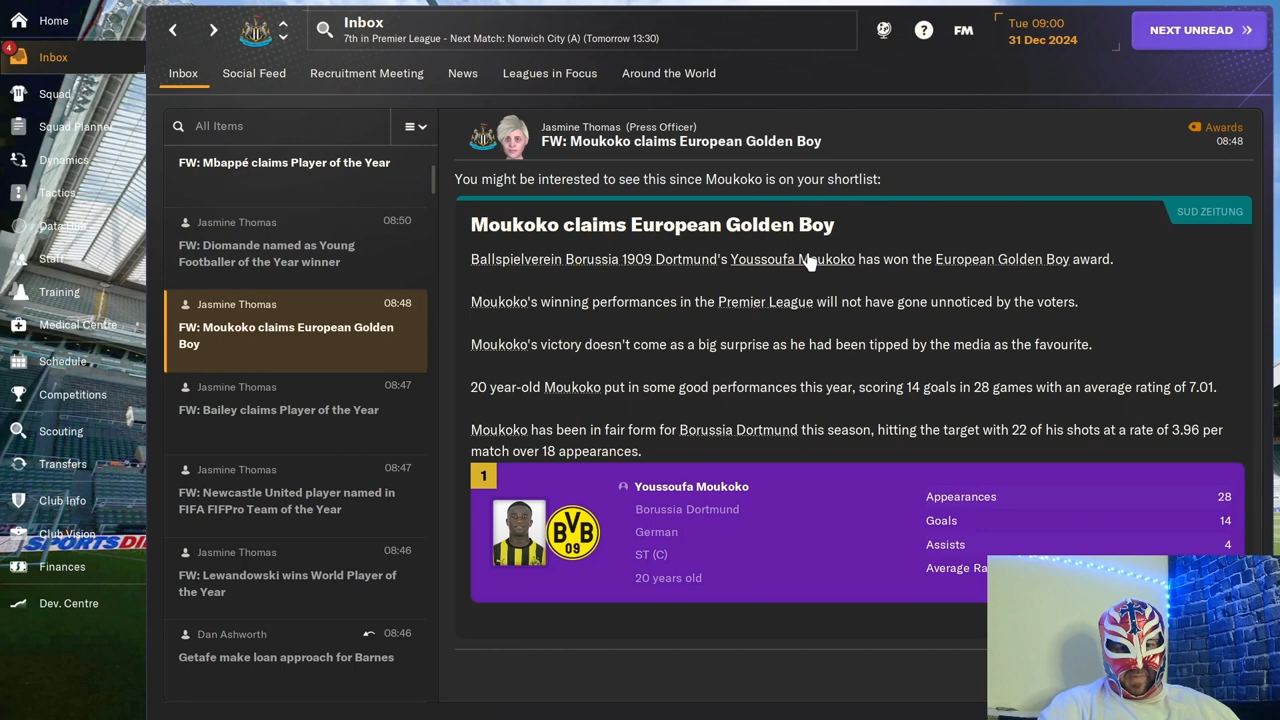 Home
4
Inbox
Squad
Squad Planner
Dynamics
Tactics
Data Hub
Staff
Training
Medical Centre
Schedule
Competitions
Scouting
Transfers
Club Info
Club Vision
SPORTS DI
Finances
Dev. Centre
Inbox
7th in Premier League - Next Match: Norwich City (A) (Tomorrow 13:30)
?
FM
Tue 09:00
31 Dec 2024
NEXT UNREAD
Inbox
Social Feed
Recruitment Meeting
News
Leagues in Focus
Around the World
All Items
FW: Mbappé claims Player of the Year
Jasmine Thomas 08:50
FW: Diomande named as Young
Footballer of the Year winner
Jasmine Thomas 08:48
FW: Moukoko claims European Golden
Boy
Jasmine Thomas 08:47
FW: Bailey claims Player of the Year
Jasmine Thomas 08:47
FW: Newcastle United player named in
FIFA FIFPro Team of the Year
Jasmine Thomas 08:46
FW: Lewandowski wins World Player of
the Year
Dan Ashworth 08:46
Getafe make loan approach for Barnes
Jasmine Thomas (Press Officer)
FW: Moukoko claims European Golden Boy
Awards
08:48
You might be interested to see this since Moukoko is on your shortlist:
SUD ZEITUNG
Moukoko claims European Golden Boy
Ballspielverein Borussia 1909 Dortmund's Youssoufa Moukoko has won the European Golden Boy award.
Moukoko's winning performances in the Premier League will not have gone unnoticed by the voters.
Moukoko's victory doesn't come as a big surprise as he had been tipped by the media as the favourite.
20 year-old Moukoko put in some good performances this year, scoring 14 goals in 28 games with an average rating of 7.01.
Moukoko has been in fair form for Borussia Dortmund this season, hitting the target with 22 of his shots at a rate of 3.96 per
match over 18 appearances.
1
BVB
09
Youssoufa Moukoko
Borussia Dortmund
German
ST (C)
20 years old
Appearances 28
Goals 14
Assists 4
Average Ra